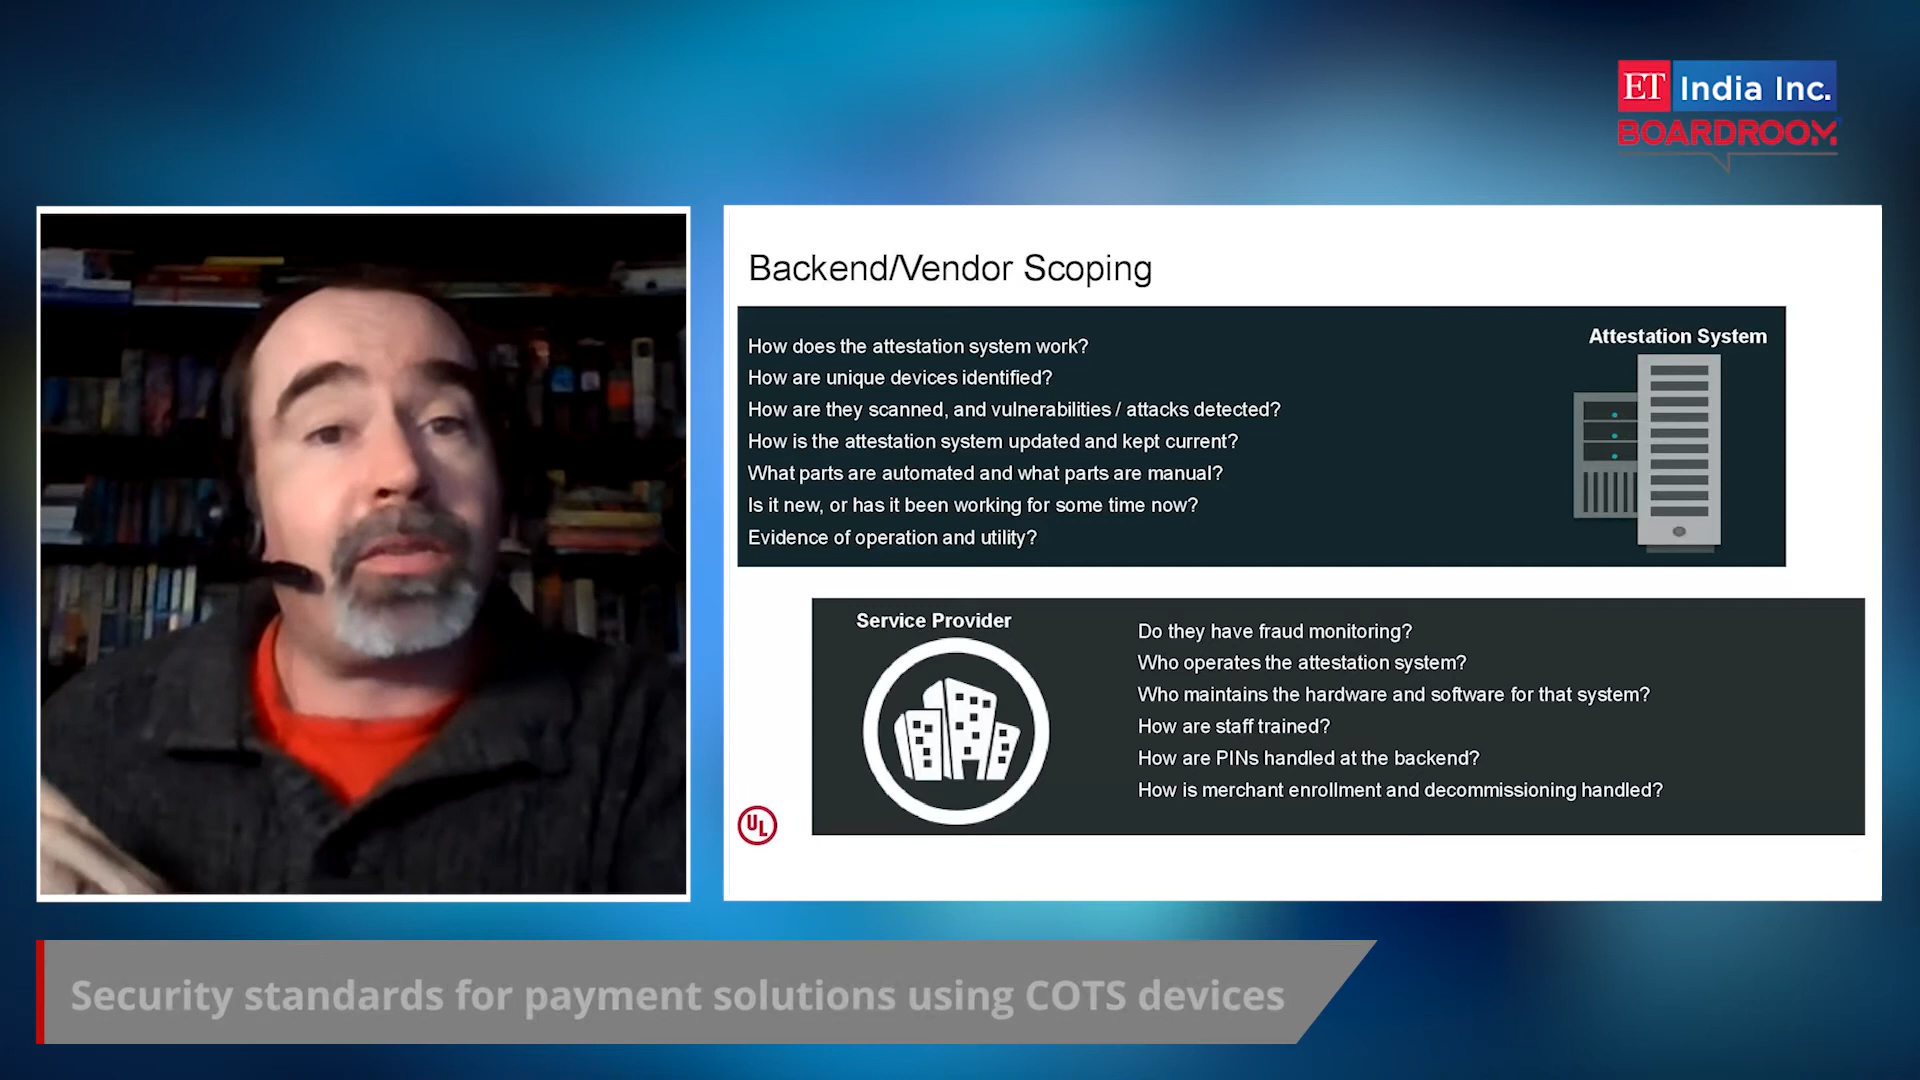 ET India Inc.
BOARDROOM
Backend/Vendor Scoping
Attestation System
How does the attestation system work?
How are unique devices identified?
How are they scanned, and vulnerabilities / attacks detected?
How is the attestation system updated and kept current?
What parts are automated and what parts are manual?
Is it new, or has it been working for some time now?
Evidence of operation and utility?
Service Provider
Do they have fraud monitoring?
Who operates the attestation system?
Who maintains the hardware and software for that system?
How are staff trained?
How are PINs handled at the backend?
How is merchant enrollment and decommissioning handled?
UL
Security standards for payment solutions using COTS devices